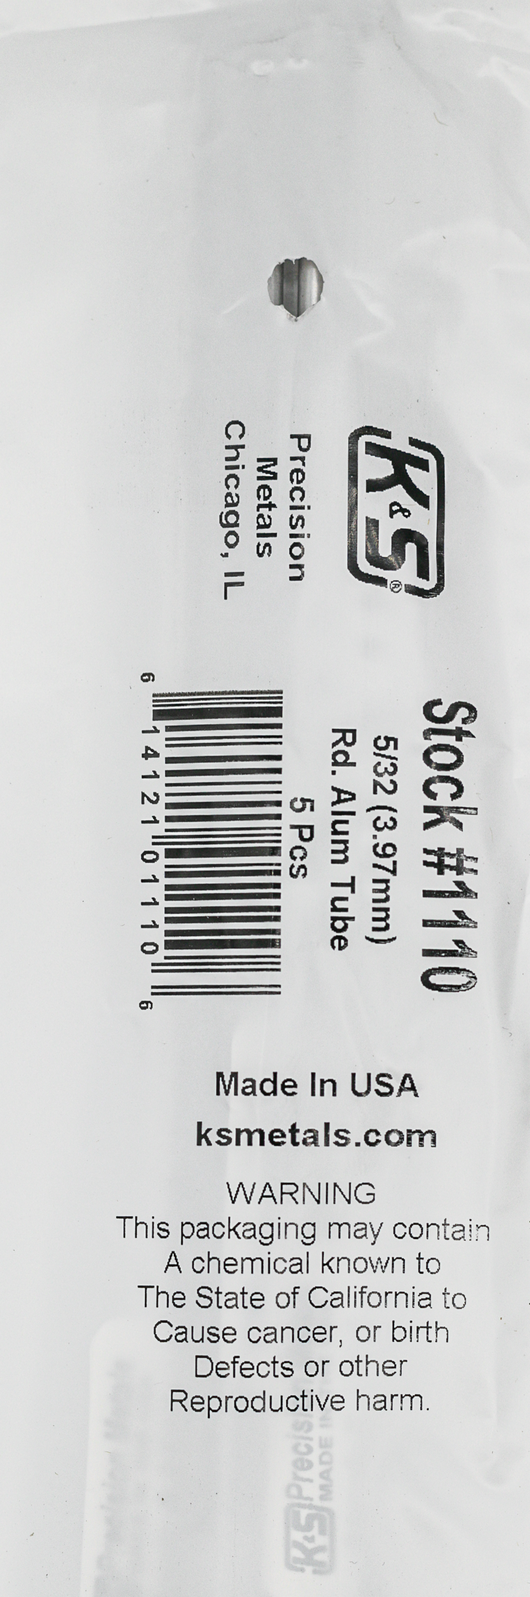 K&S®
Precision
Metals
Chicago, IL
Stock #1110
5/32 (3.97mm)
Rd. Alum Tube
5 Pcs
6 14121 01110 6
Made In USA
ksmetals.com
WARNING
This packaging may contain
A chemical known to
The State of California to
Cause cancer, or birth
Defects or other
Reproductive harm.
K&S Precisi
MADE I